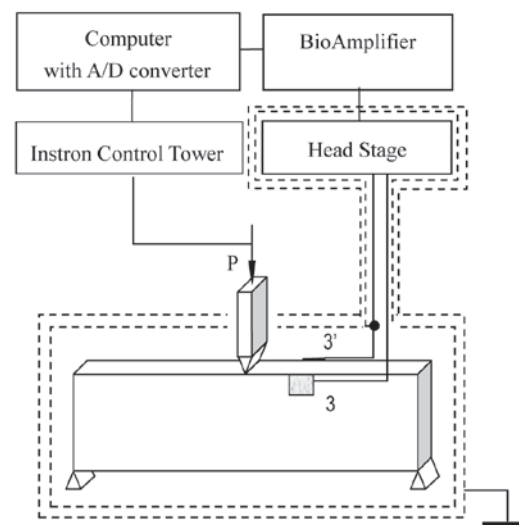 Computer
with A/D converter
BioAmplifier
Instron Control Tower
Head Stage
P
3'
3